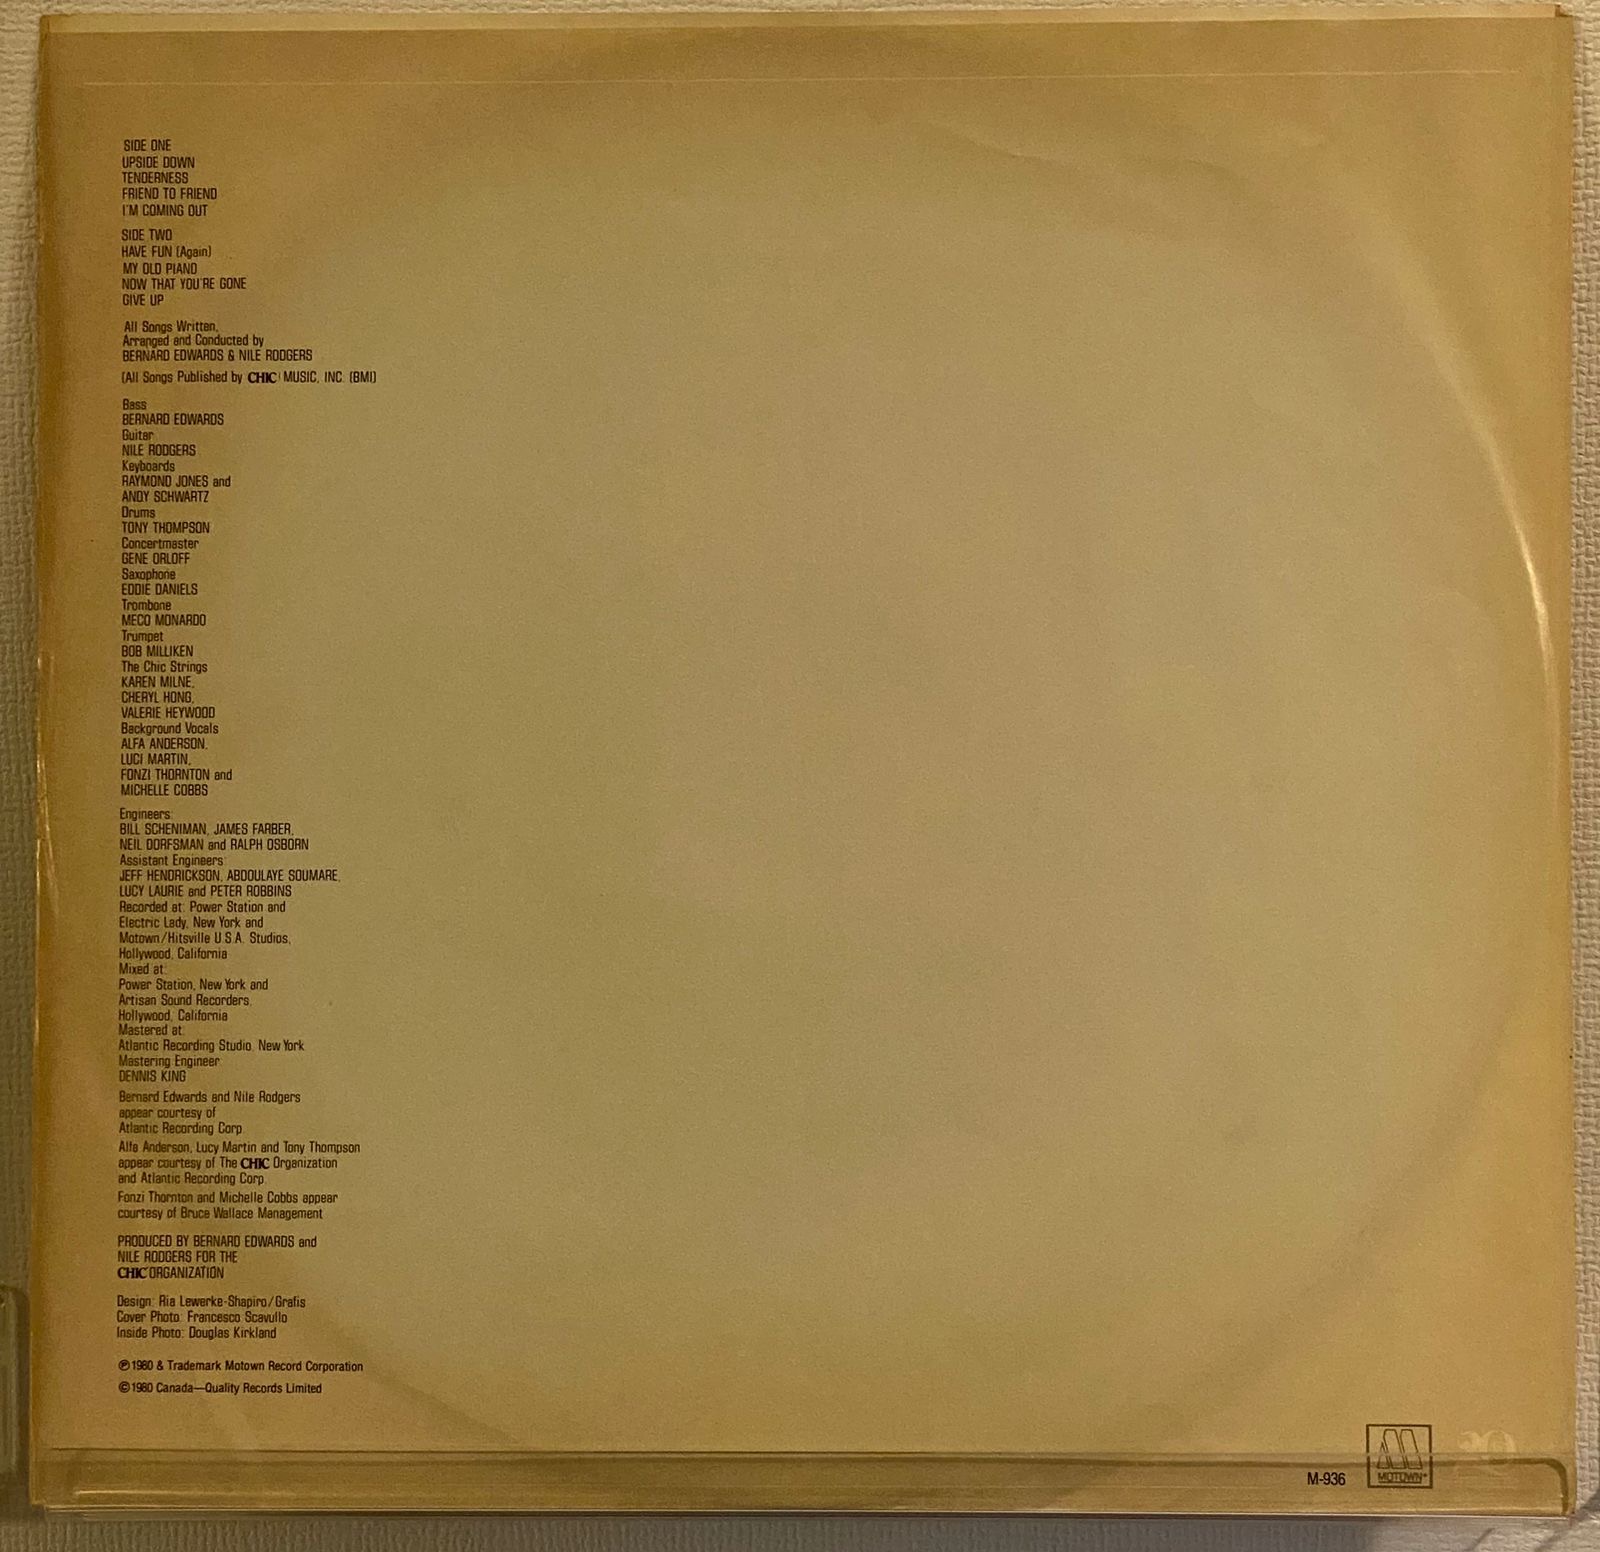 SIDE ONE
UPSIDE DOWN
TENDERNESS
FRIEND TO FRIEND
I'M COMING OUT
SIDE TWO
HAVE FUN (Again)
MY OLD PIANO
NOW THAT YOU'RE GONE
GIVE UP
All Songs Written,
Arranged and Conducted by
BERNARD EDWARDS & NILE RODGERS
(All Songs Published by CHIC MUSIC, INC. (BMI)
Bass
BERNARD EDWARDS
Guitar
NILE RODGERS
Keyboards
RAYMOND JONES and
ANDY SCHWARTZ
Drums
TONY THOMPSON
Concertmaster
GENE ORLOFF
Saxophone
EDDIE DANIELS
Trombone
MECO MONARDO
Trumpet
BOB MILLIKEN
The Chic Strings
KAREN MILNE,
CHERYL HONG,
VALERIE HEYWOOD
Background Vocals
ALFA ANDERSON,
LUCI MARTIN,
FONZI THORNTON and
MICHELLE COBBS
Engineers:
BILL SCHENIMAN, JAMES FARBER,
NEIL DORFSMAN and RALPH OSBORN
Assistant Engineers:
JEFF HENDRICKSON, ABDOULAYE SOUMARE,
LUCY LAURIE and PETER ROBBINS
Recorded at: Power Station and
Electric Lady, New York and
Motown/Hitsville U.S.A. Studios,
Hollywood, California
Mixed at:
Power Station, New York and
Artisan Sound Recorders,
Hollywood, California
Mastered at:
Atlantic Recording Studio, New York
Mastering Engineer:
DENNIS KING
Bernard Edwards and Nile Rodgers
appear courtesy of
Atlantic Recording Corp.
Alfa Anderson, Lucy Martin and Tony Thompson
appear courtesy of The CHIC Organization
and Atlantic Recording Corp.
Fonzi Thornton and Michelle Cobbs appear
courtesy of Bruce Wallace Management
PRODUCED BY BERNARD EDWARDS and
NILE RODGERS FOR THE
CHIC ORGANIZATION
Design: Ria Lewerke-Shapiro/Grafis
Cover Photo: Francesco Scavullo
Inside Photo: Douglas Kirkland
℗1980 & Trademark Motown Record Corporation
©1980 Canada—Quality Records Limited
M-936
MOTOWN